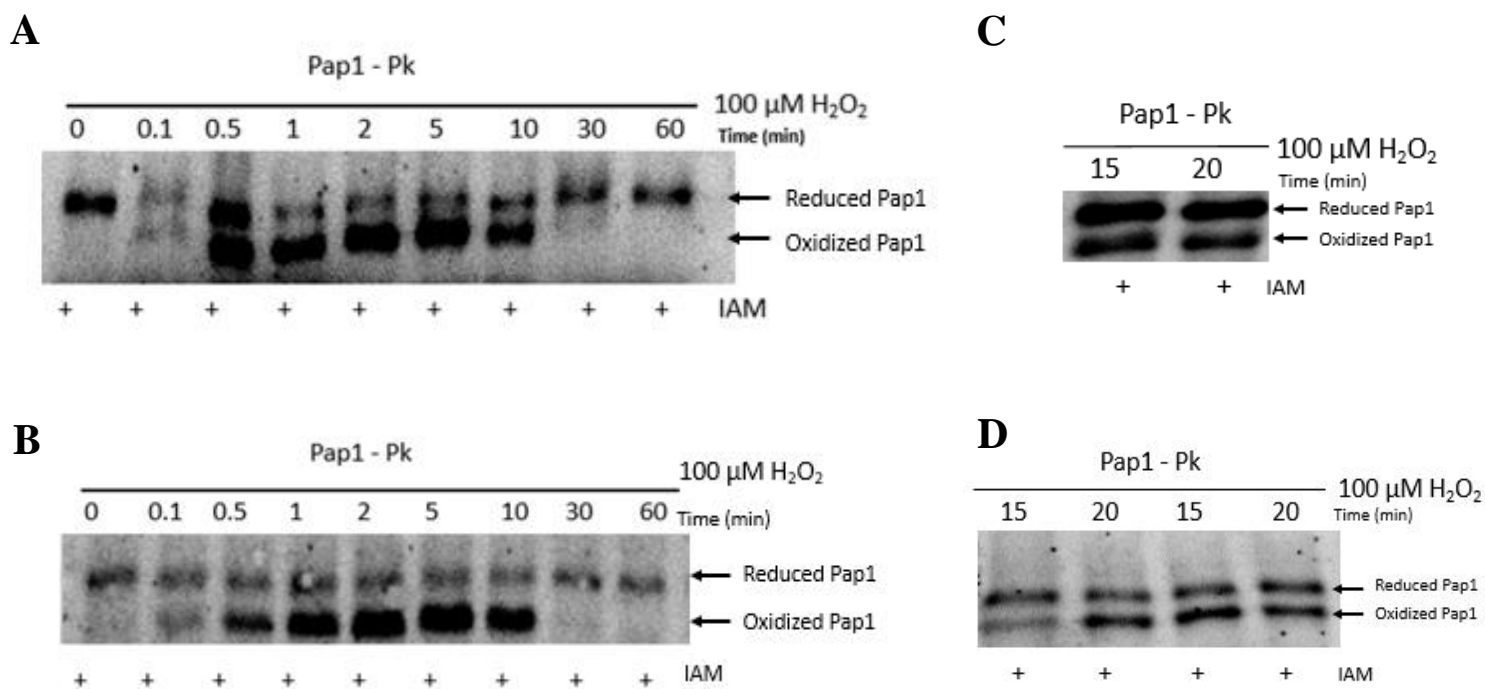 A
Pap1 - Pk
100 µM H₂O₂
0 0.1 0.5 1 2 5 10 30 60 Time (min)
Reduced Pap1
Oxidized Pap1
+ + + + + + + + + IAM
B
Pap1 - Pk
100 µM H₂O₂
0 0.1 0.5 1 2 5 10 30 60 Time (min)
Reduced Pap1
Oxidized Pap1
+ + + + + + + + + IAM
C
Pap1 - Pk
100 µM H₂O₂
15 20 Time (min)
Reduced Pap1
Oxidized Pap1
+ + IAM
D
Pap1 - Pk
100 µM H₂O₂
15 20 15 20 Time (min)
Reduced Pap1
Oxidized Pap1
+ + + + IAM